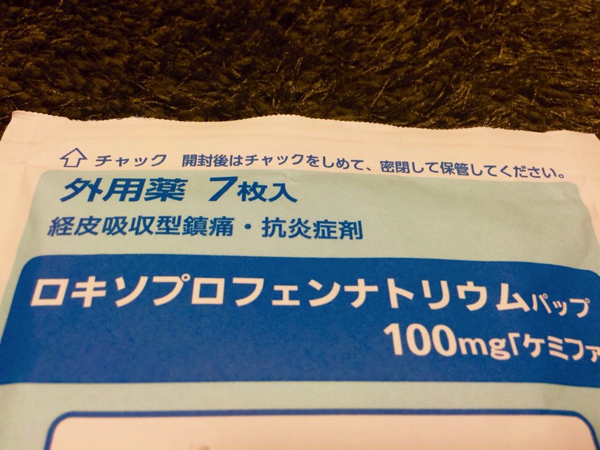 チャック 開封後はチャックをしめて、密閉して保管してください。
外用薬 7枚入
経皮吸収型鎮痛・抗炎症剤
ロキソプロフェンナトリウムパップ
100mg「ケミファ